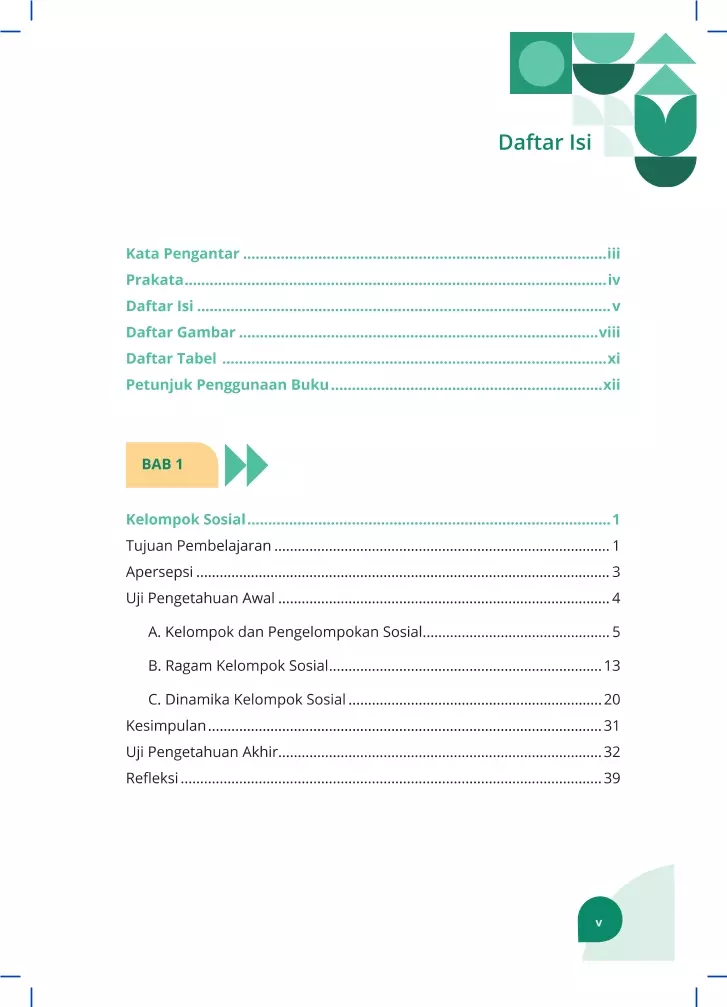 Daftar Isi
Kata Pengantar .......................................................................................iii
Prakata.....................................................................................................iv
Daftar Isi ...................................................................................................v
Daftar Gambar ......................................................................................viii
Daftar Tabel ............................................................................................xi
Petunjuk Penggunaan Buku.................................................................xii
BAB 1
Kelompok Sosial.......................................................................................1
Tujuan Pembelajaran ...................................................................................... 1
Apersepsi .......................................................................................................... 3
Uji Pengetahuan Awal ..................................................................................... 4
A. Kelompok dan Pengelompokan Sosial................................................ 5
B. Ragam Kelompok Sosial...................................................................... 13
C. Dinamika Kelompok Sosial ................................................................. 20
Kesimpulan..................................................................................................... 31
Uji Pengetahuan Akhir................................................................................... 32
Refleksi ............................................................................................................ 39
v